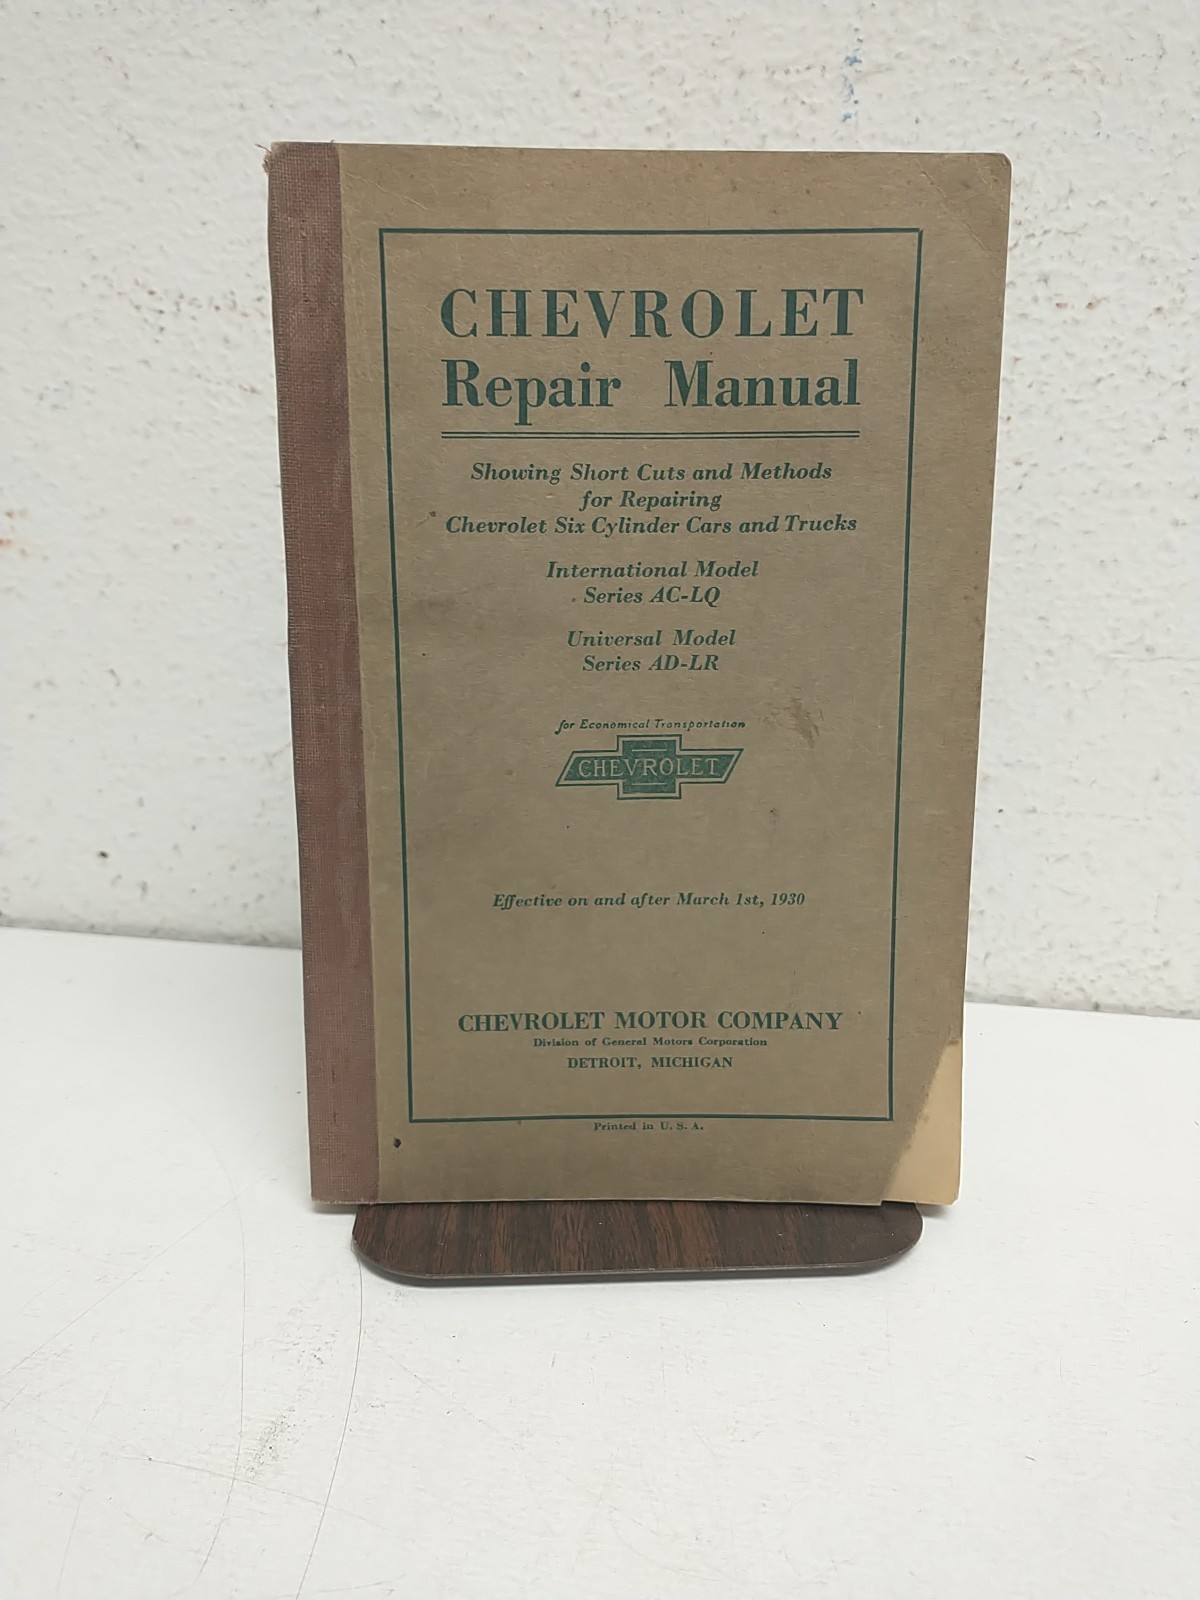 CHEVROLET
Repair Manual
Showing Short Cuts and Methods
for Repairing
Chevrolet Six Cylinder Cars and Trucks
International Model
Series AC-LQ
Universal Model
Series AD-LR
for Economical Transportation
CHEVROLET
Effective on and after March 1st, 1930
CHEVROLET MOTOR COMPANY
Division of General Motors Corporation
DETROIT, MICHIGAN
Printed in U. S. A.